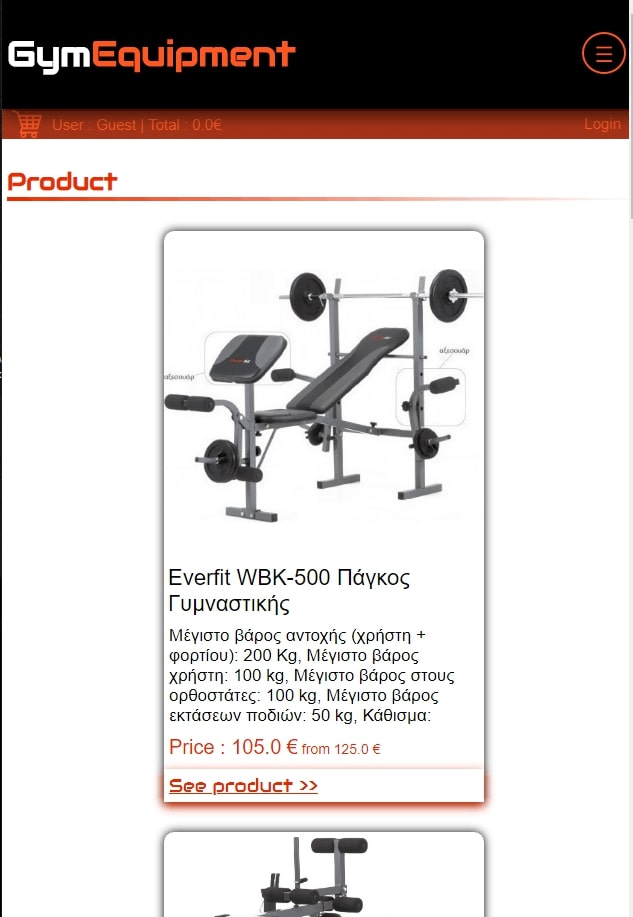 GymEquipment
User : Guest | Total : 0.0€
Login
Product
αξεσουάρ
αξεσουάρ
Everfit WBK-500 Πάγκος
Γυμναστικής
Μέγιστο βάρος αντοχής (χρήστη +
φορτίου): 200 Kg, Μέγιστο βάρος
χρήστη: 100 kg, Μέγιστο βάρος στους
ορθοστάτες: 100 kg, Μέγιστο βάρος
εκτάσεων ποδιών: 50 kg, Κάθισμα:
Price : 105.0 € from 125.0 €
See product >>